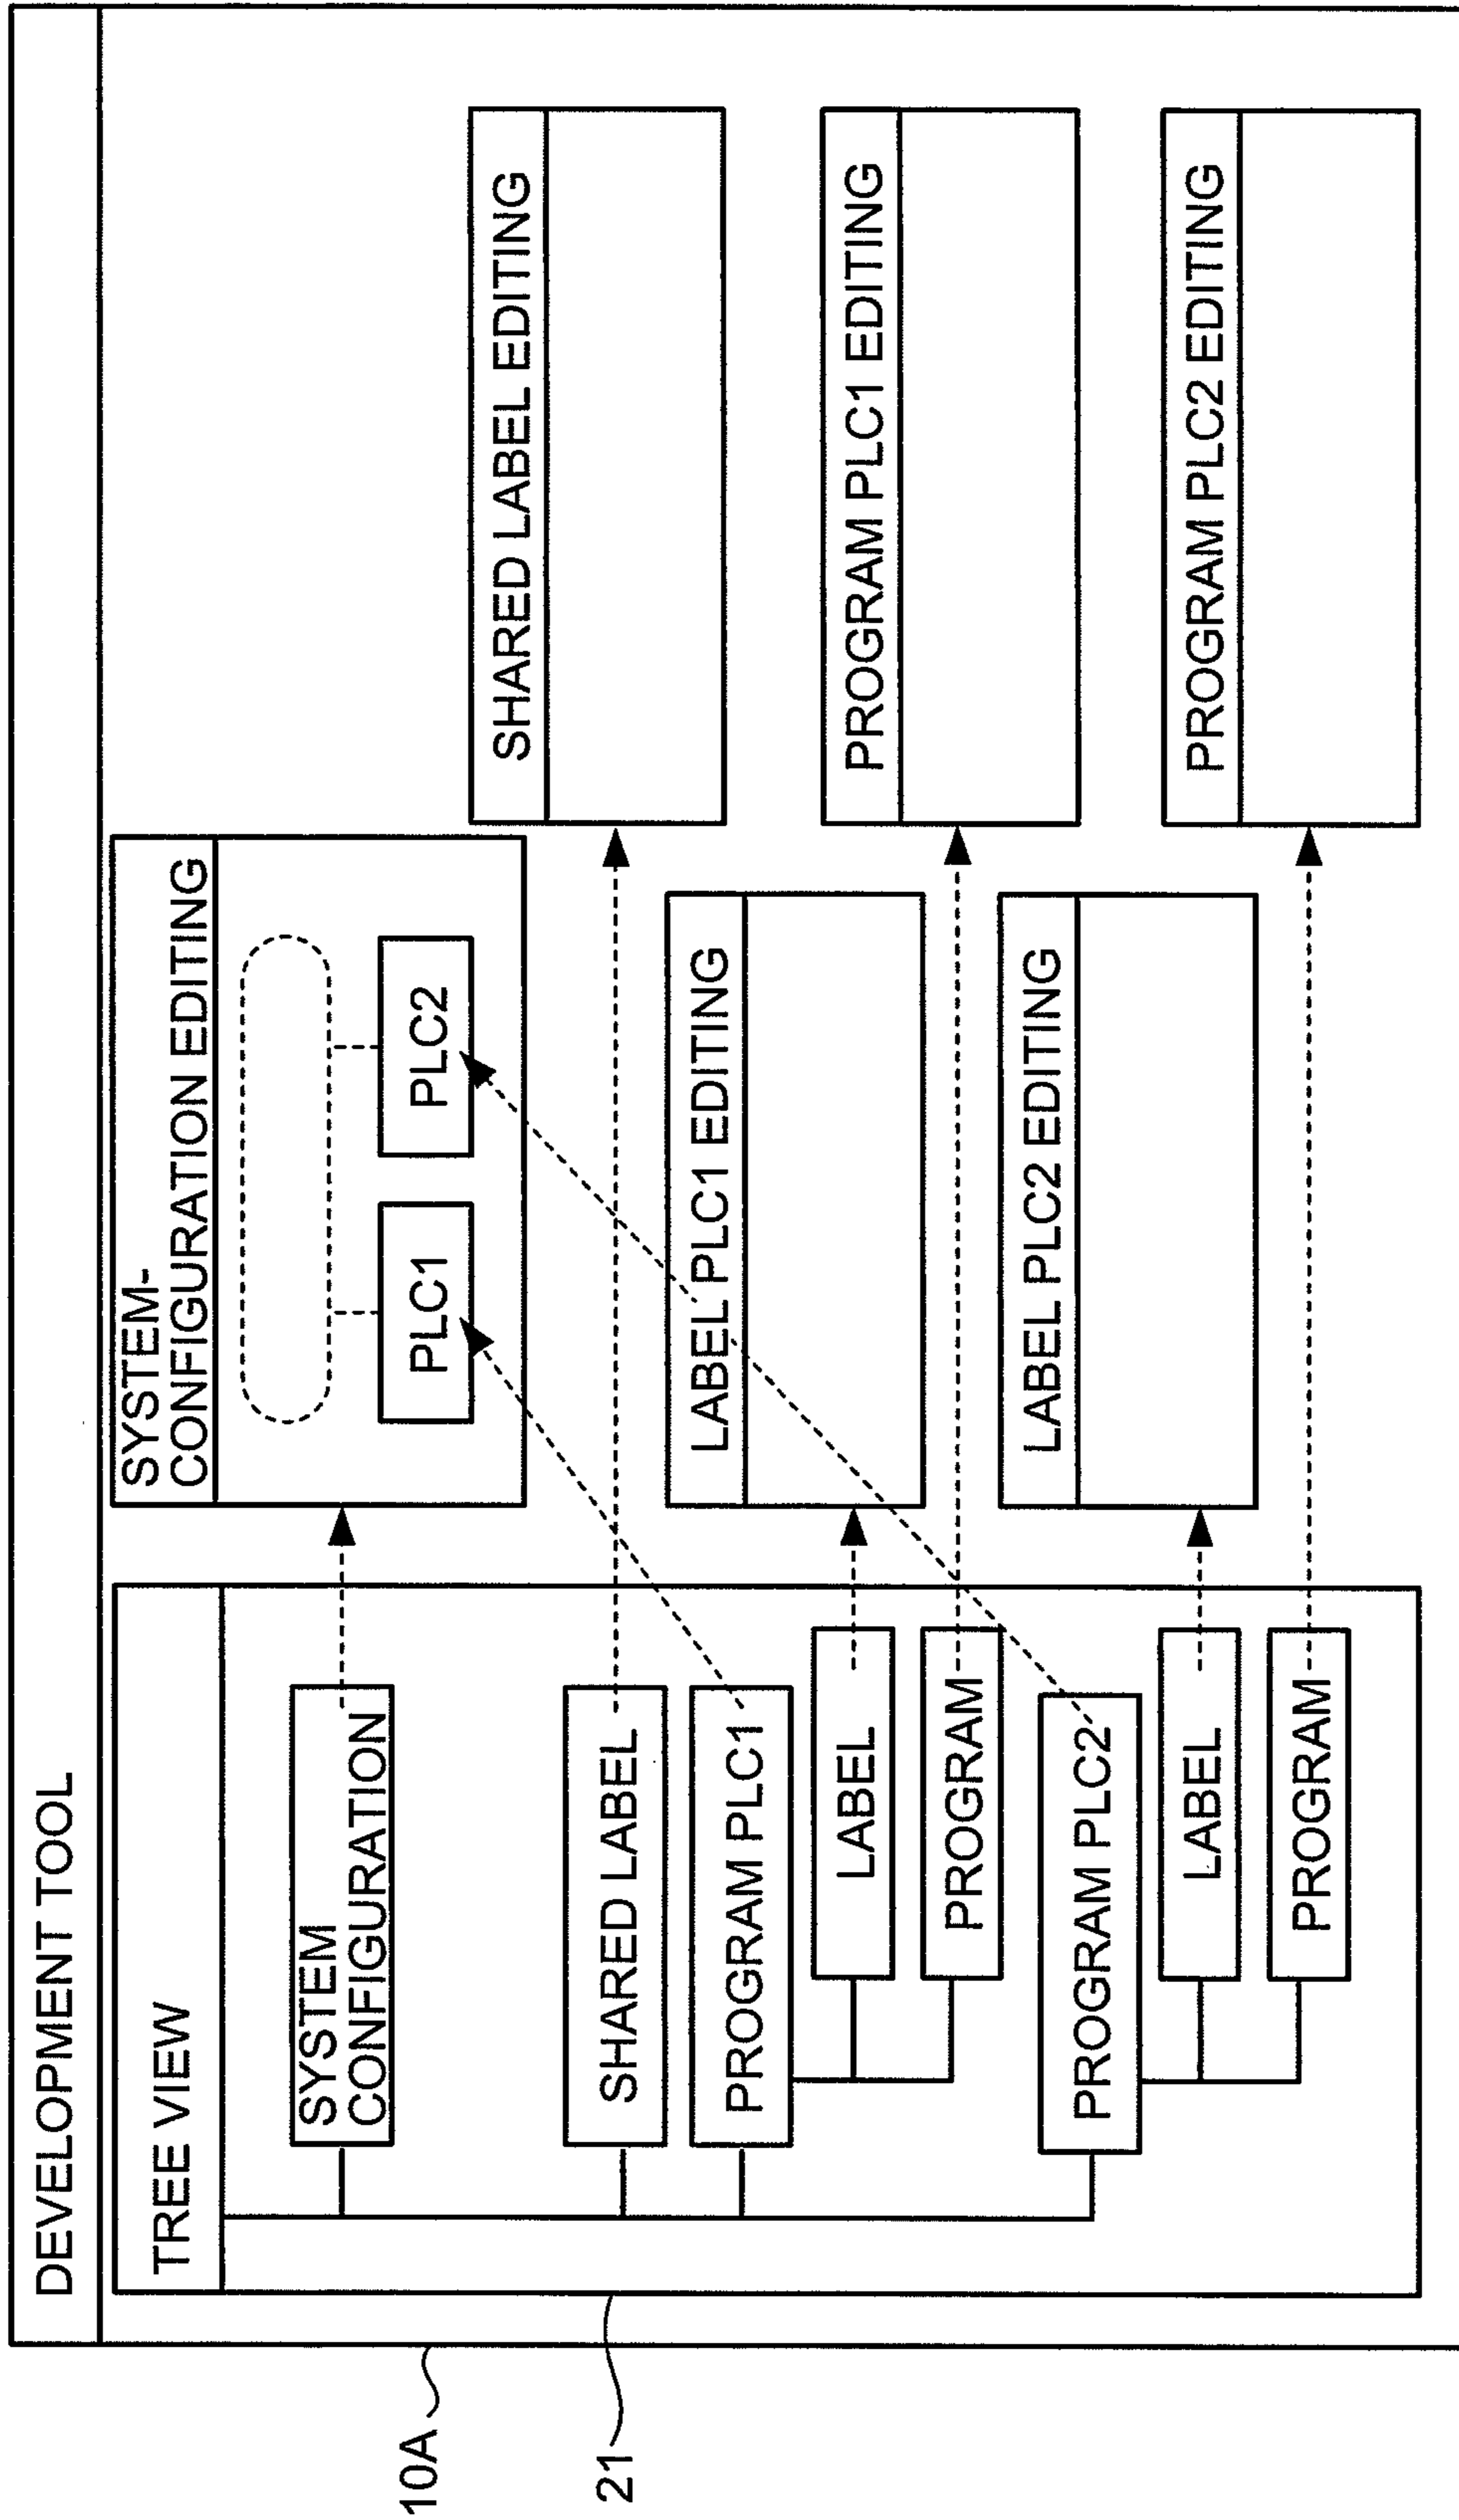 DEVELOPMENT TOOL
10A
21
TREE VIEW
SYSTEM
CONFIGURATION
SHARED LABEL
PROGRAM PLC1
LABEL
PROGRAM
PROGRAM PLC2
LABEL
PROGRAM
SYSTEM-
CONFIGURATION EDITING
PLC1
PLC2
LABEL PLC1 EDITING
LABEL PLC2 EDITING
SHARED LABEL EDITING
PROGRAM PLC1 EDITING
PROGRAM PLC2 EDITING